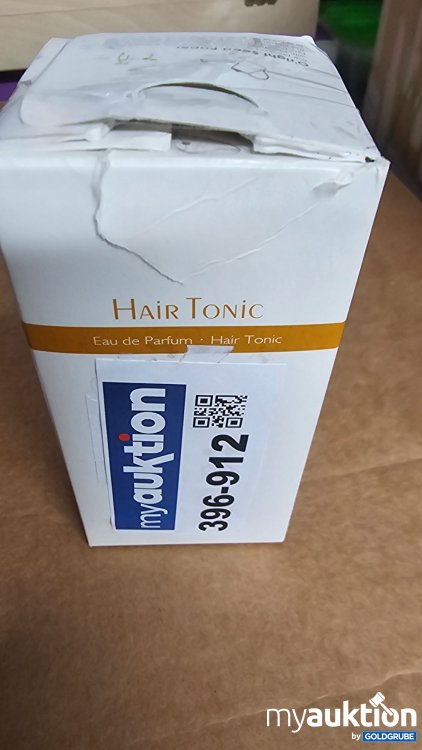 HAiR TONiC
Eau de Parfum · Hair Tonic
myauktion
396-912
myauktion
by GOLDGRUBE